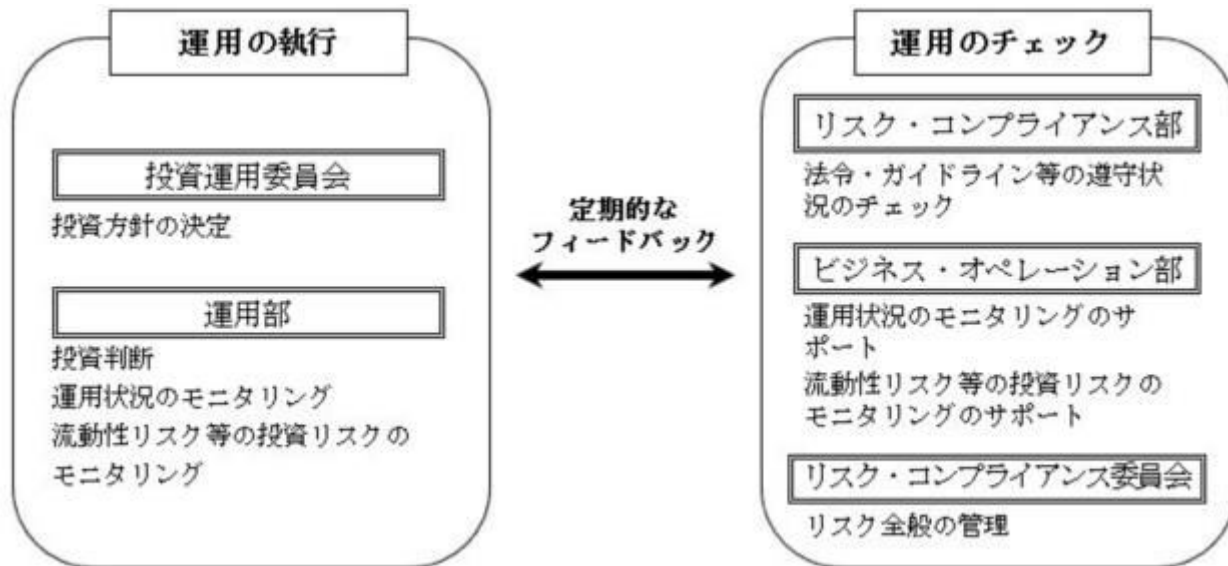 運用の執行
投資運用委員会
投資方針の決定
運用部
投資判断
運用状況のモニタリング
流動性リスク等の投資リスクの
モニタリング
定期的な
フィードバック
運用のチェック
リスク・コンプライアンス部
法令・ガイドライン等の遵守状
況のチェック
ビジネス・オペレーション部
運用状況のモニタリングのサ
ポート
流動性リスク等の投資リスクの
モニタリングのサポート
リスク・コンプライアンス委員会
リスク全般の管理